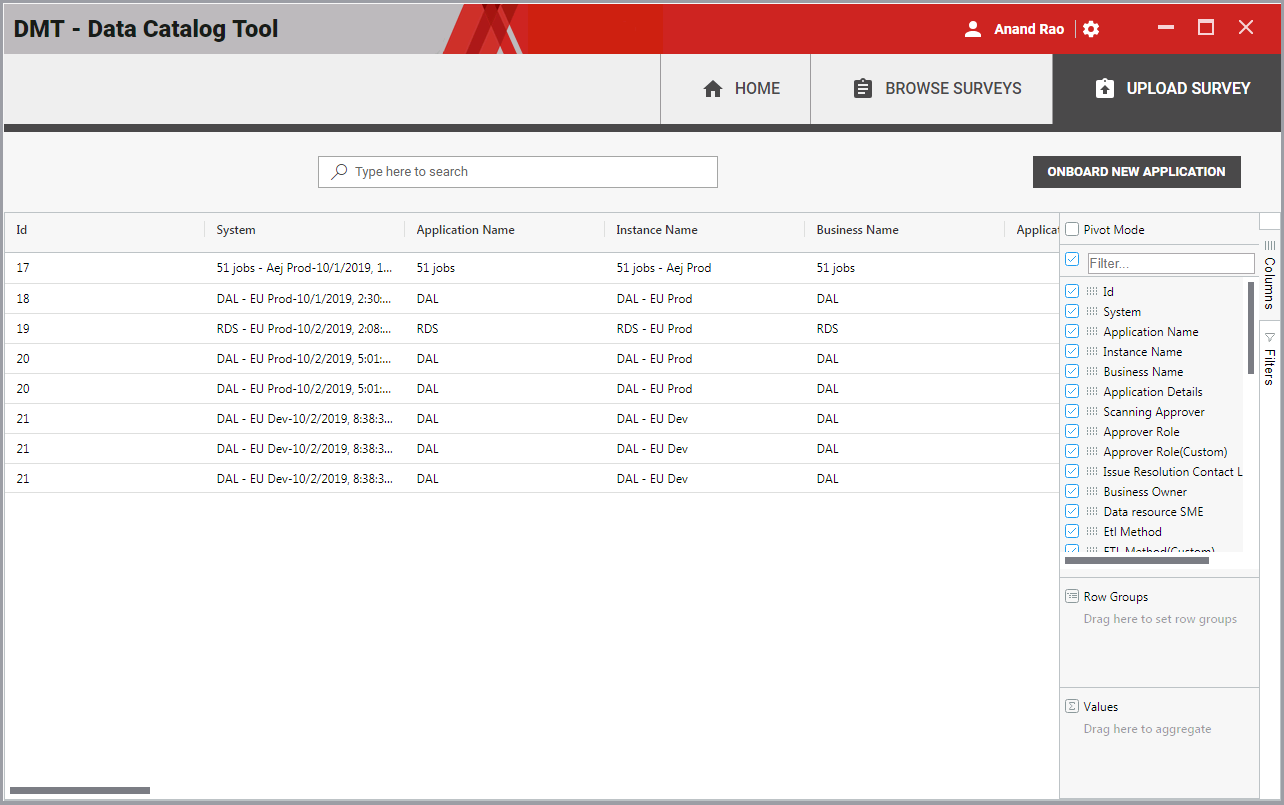 DMT - Data Catalog Tool
Anand Rao
HOME
BROWSE SURVEYS
UPLOAD SURVEY
Type here to search
ONBOARD NEW APPLICATION
Id System Application Name Instance Name Business Name Applicat
17 51 jobs - Aej Prod-10/1/2019, 1... 51 jobs 51 jobs - Aej Prod 51 jobs
18 DAL - EU Prod-10/1/2019, 2:30:... DAL DAL - EU Prod DAL
19 RDS - EU Prod-10/2/2019, 2:08:... RDS RDS - EU Prod RDS
20 DAL - EU Prod-10/2/2019, 5:01:... DAL DAL - EU Prod DAL
20 DAL - EU Prod-10/2/2019, 5:01:... DAL DAL - EU Prod DAL
21 DAL - EU Dev-10/2/2019, 8:38:3... DAL DAL - EU Dev DAL
21 DAL - EU Dev-10/2/2019, 8:38:3... DAL DAL - EU Dev DAL
21 DAL - EU Dev-10/2/2019, 8:38:3... DAL DAL - EU Dev DAL
Pivot Mode
Filter...
Id
System
Application Name
Instance Name
Business Name
Application Details
Scanning Approver
Approver Role
Approver Role(Custom)
Issue Resolution Contact L
Business Owner
Data resource SME
Etl Method
ETL Method(Custom)
Row Groups
Drag here to set row groups
Values
Drag here to aggregate
Columns
Filters